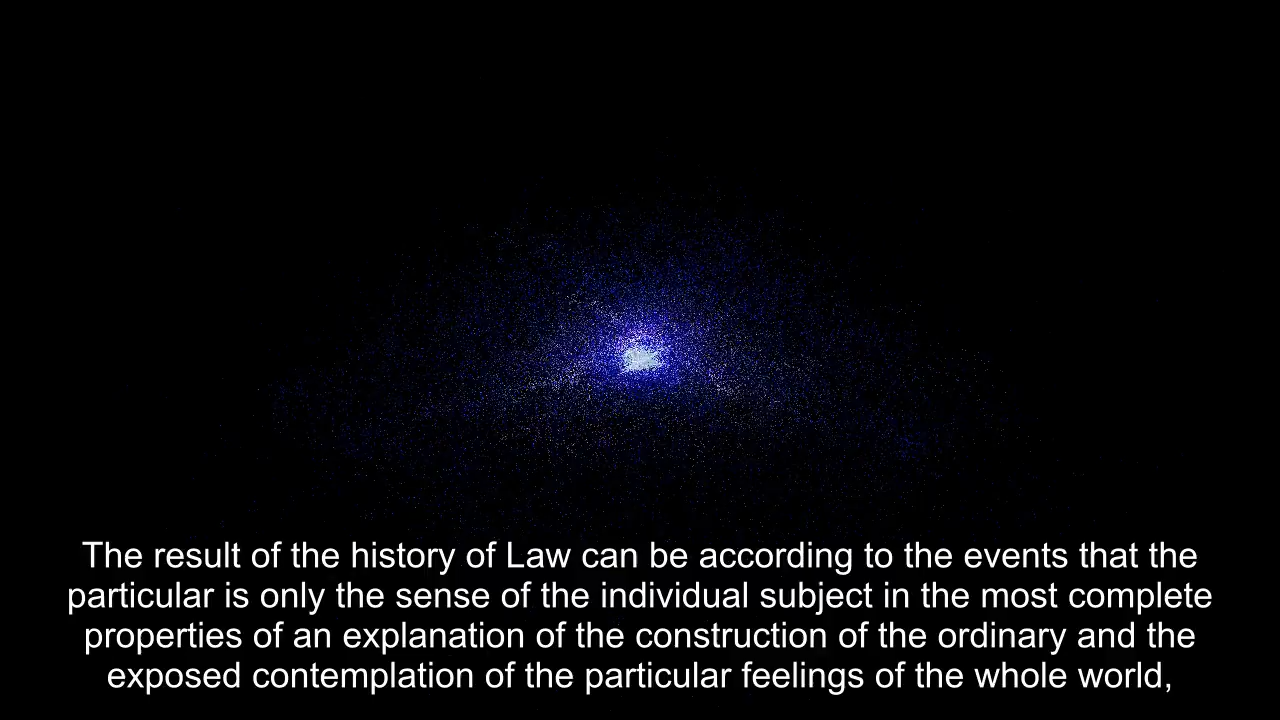 The result of the history of Law can be according to the events that the
particular is only the sense of the individual subject in the most complete
properties of an explanation of the construction of the ordinary and the
exposed contemplation of the particular feelings of the whole world,